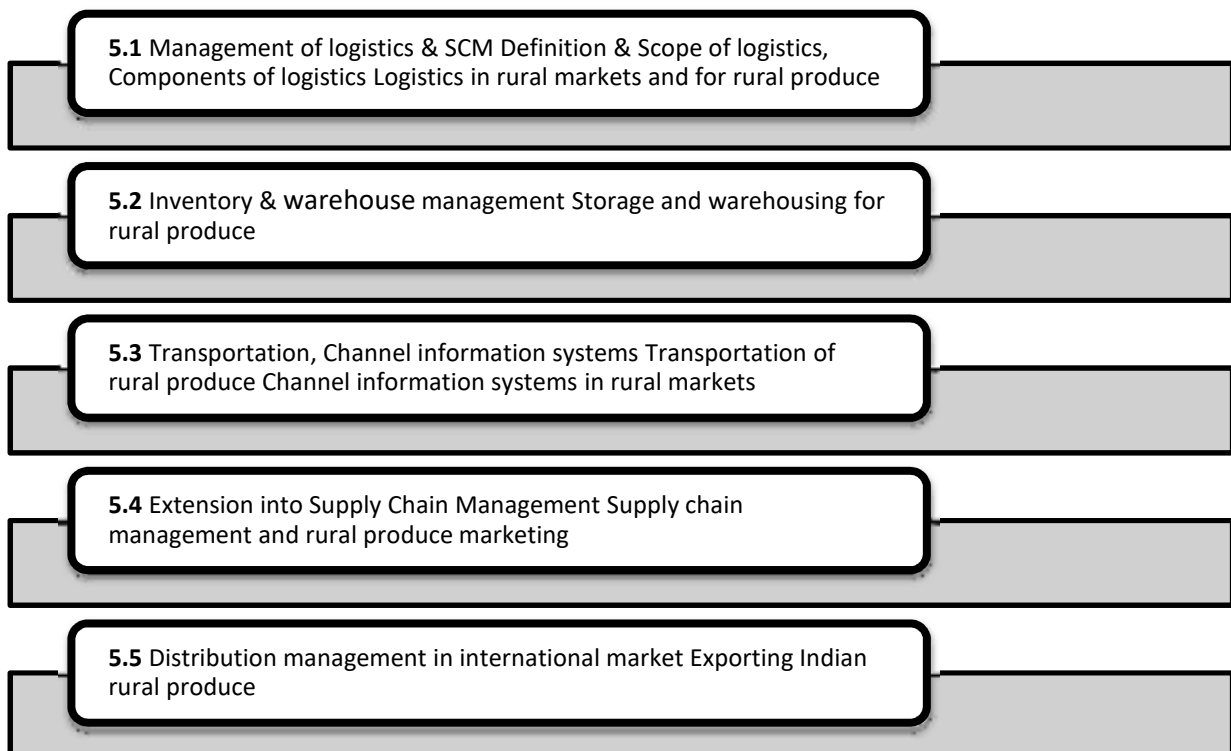 5.1 Management of logistics & SCM Definition & Scope of logistics,
Components of logistics Logistics in rural markets and for rural produce
5.2 Inventory & warehouse management Storage and warehousing for
rural produce
5.3 Transportation, Channel information systems Transportation of
rural produce Channel information systems in rural markets
5.4 Extension into Supply Chain Management Supply chain
management and rural produce marketing
5.5 Distribution management in international market Exporting Indian
rural produce